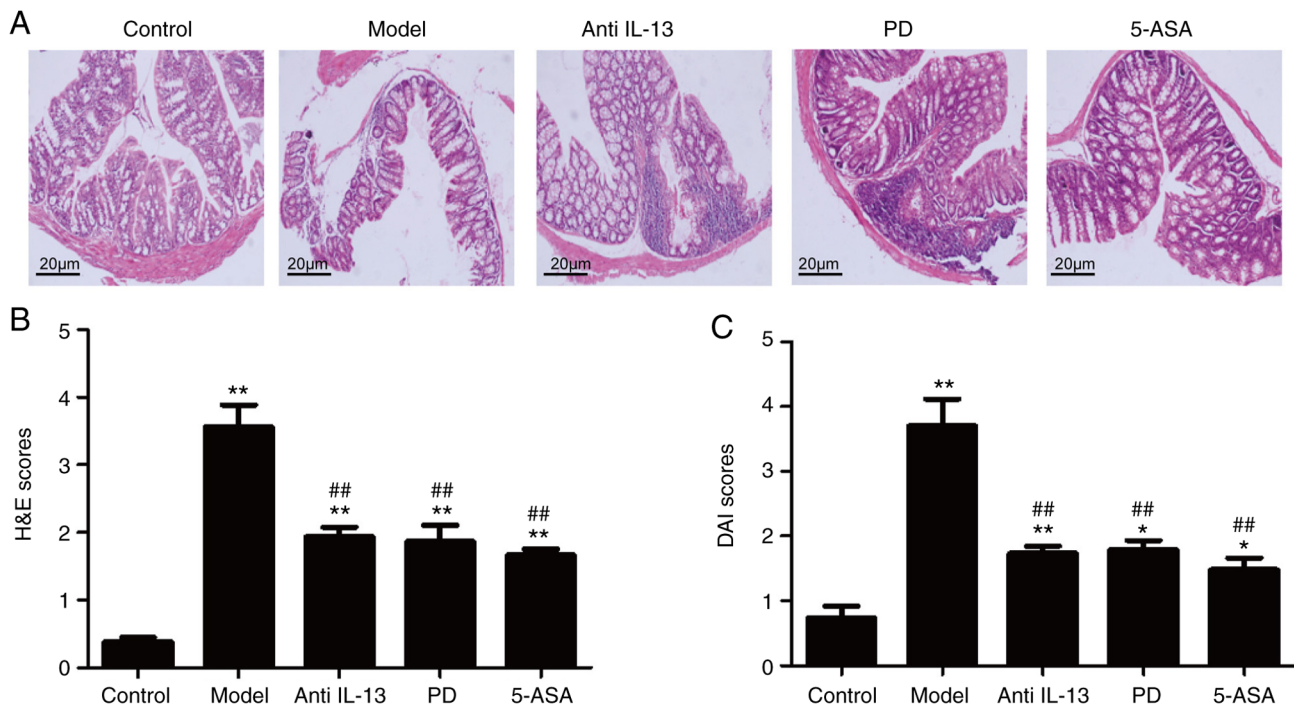 A
Control Model Anti IL-13 PD 5-ASA
20μm 20μm 20μm 20μm 20μm
B
H&E scores
5
4
3
2
1
0
**
##
**
##
**
##
**
Control Model Anti IL-13 PD 5-ASA
C
DAI scores
5
4
3
2
1
0
**
##
**
##
*
##
*
Control Model Anti IL-13 PD 5-ASA